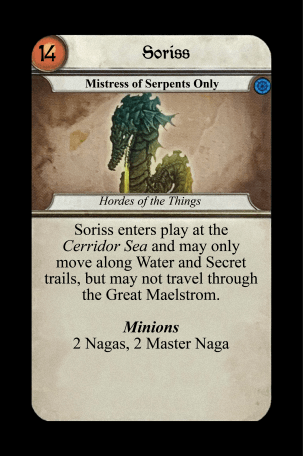 14
Soriss
Mistress of Serpents Only
Hordes of the Things
Soriss enters play at the
Cerridor Sea and may only
move along Water and Secret
trails, but may not travel through
the Great Maelstrom.
Minions
2 Nagas, 2 Master Naga